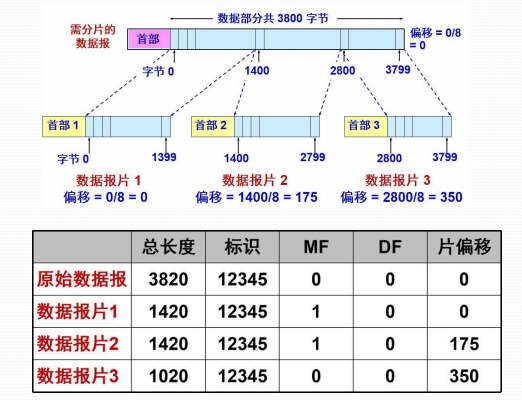 需分片的
数据报
数据部分共 3800 字节
首部
偏移 = 0/8
= 0
字节 0
1400
2800
3799
首部 1
首部 2
首部 3
字节 0
1399
1400
2799
2800
3799
数据报片 1
偏移 = 0/8 = 0
数据报片 2
偏移 = 1400/8 = 175
数据报片 3
偏移 = 2800/8 = 350
总长度 标识 MF DF 片偏移
原始数据报 3820 12345 0 0 0
数据报片1 1420 12345 1 0 0
数据报片2 1420 12345 1 0 175
数据报片3 1020 12345 0 0 350